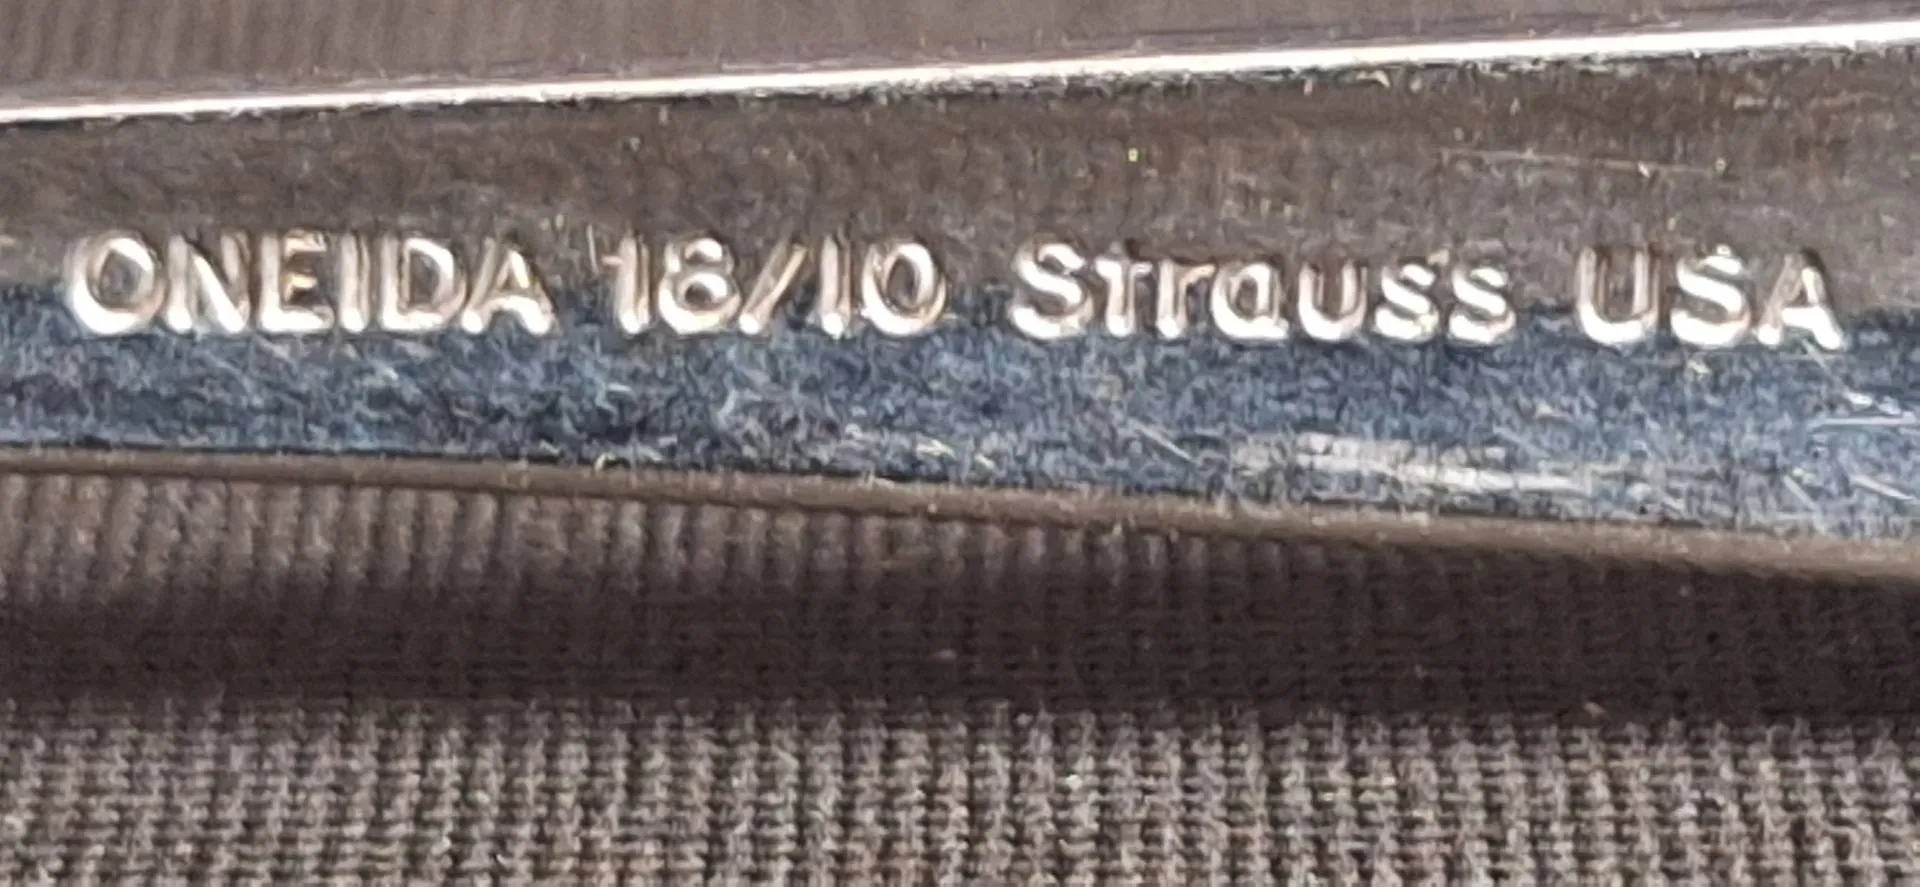 ONEIDA 18/10 Strauss USA